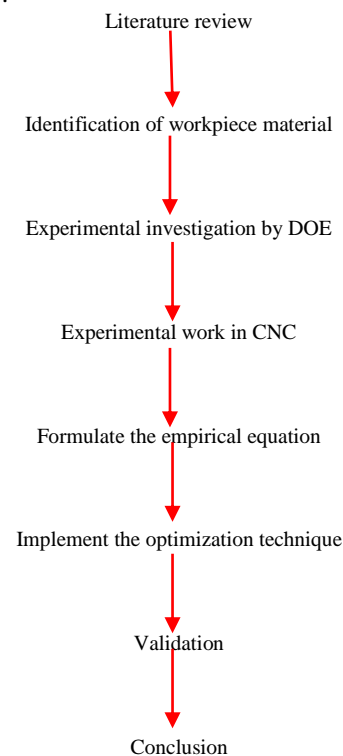 Literature review
Identification of workpiece material
Experimental investigation by DOE
Experimental work in CNC
Formulate the empirical equation
Implement the optimization technique
Validation
Conclusion